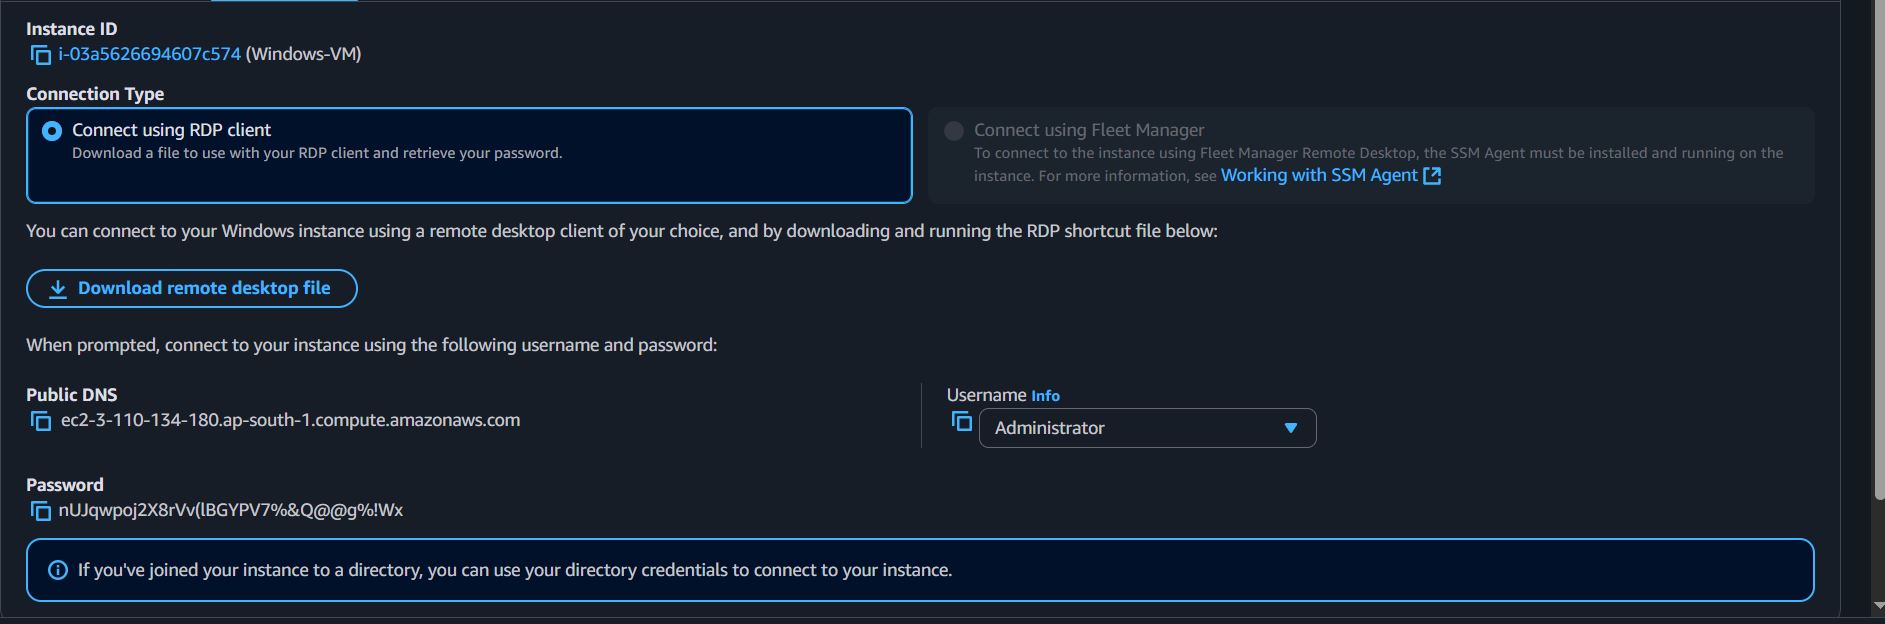 Instance ID
i-03a5626694607c574 (Windows-VM)
Connection Type
Connect using RDP client
Download a file to use with your RDP client and retrieve your password.
Connect using Fleet Manager
To connect to the instance using Fleet Manager Remote Desktop, the SSM Agent must be installed and running on the
instance. For more information, see Working with SSM Agent
You can connect to your Windows instance using a remote desktop client of your choice, and by downloading and running the RDP shortcut file below:
Download remote desktop file
When prompted, connect to your instance using the following username and password:
Public DNS
ec2-3-110-134-180.ap-south-1.compute.amazonaws.com
Username Info
Administrator
Password
nUJqwpoj2X8rVv(lBGYPV7%&Q@@g%!Wx
If you've joined your instance to a directory, you can use your directory credentials to connect to your instance.